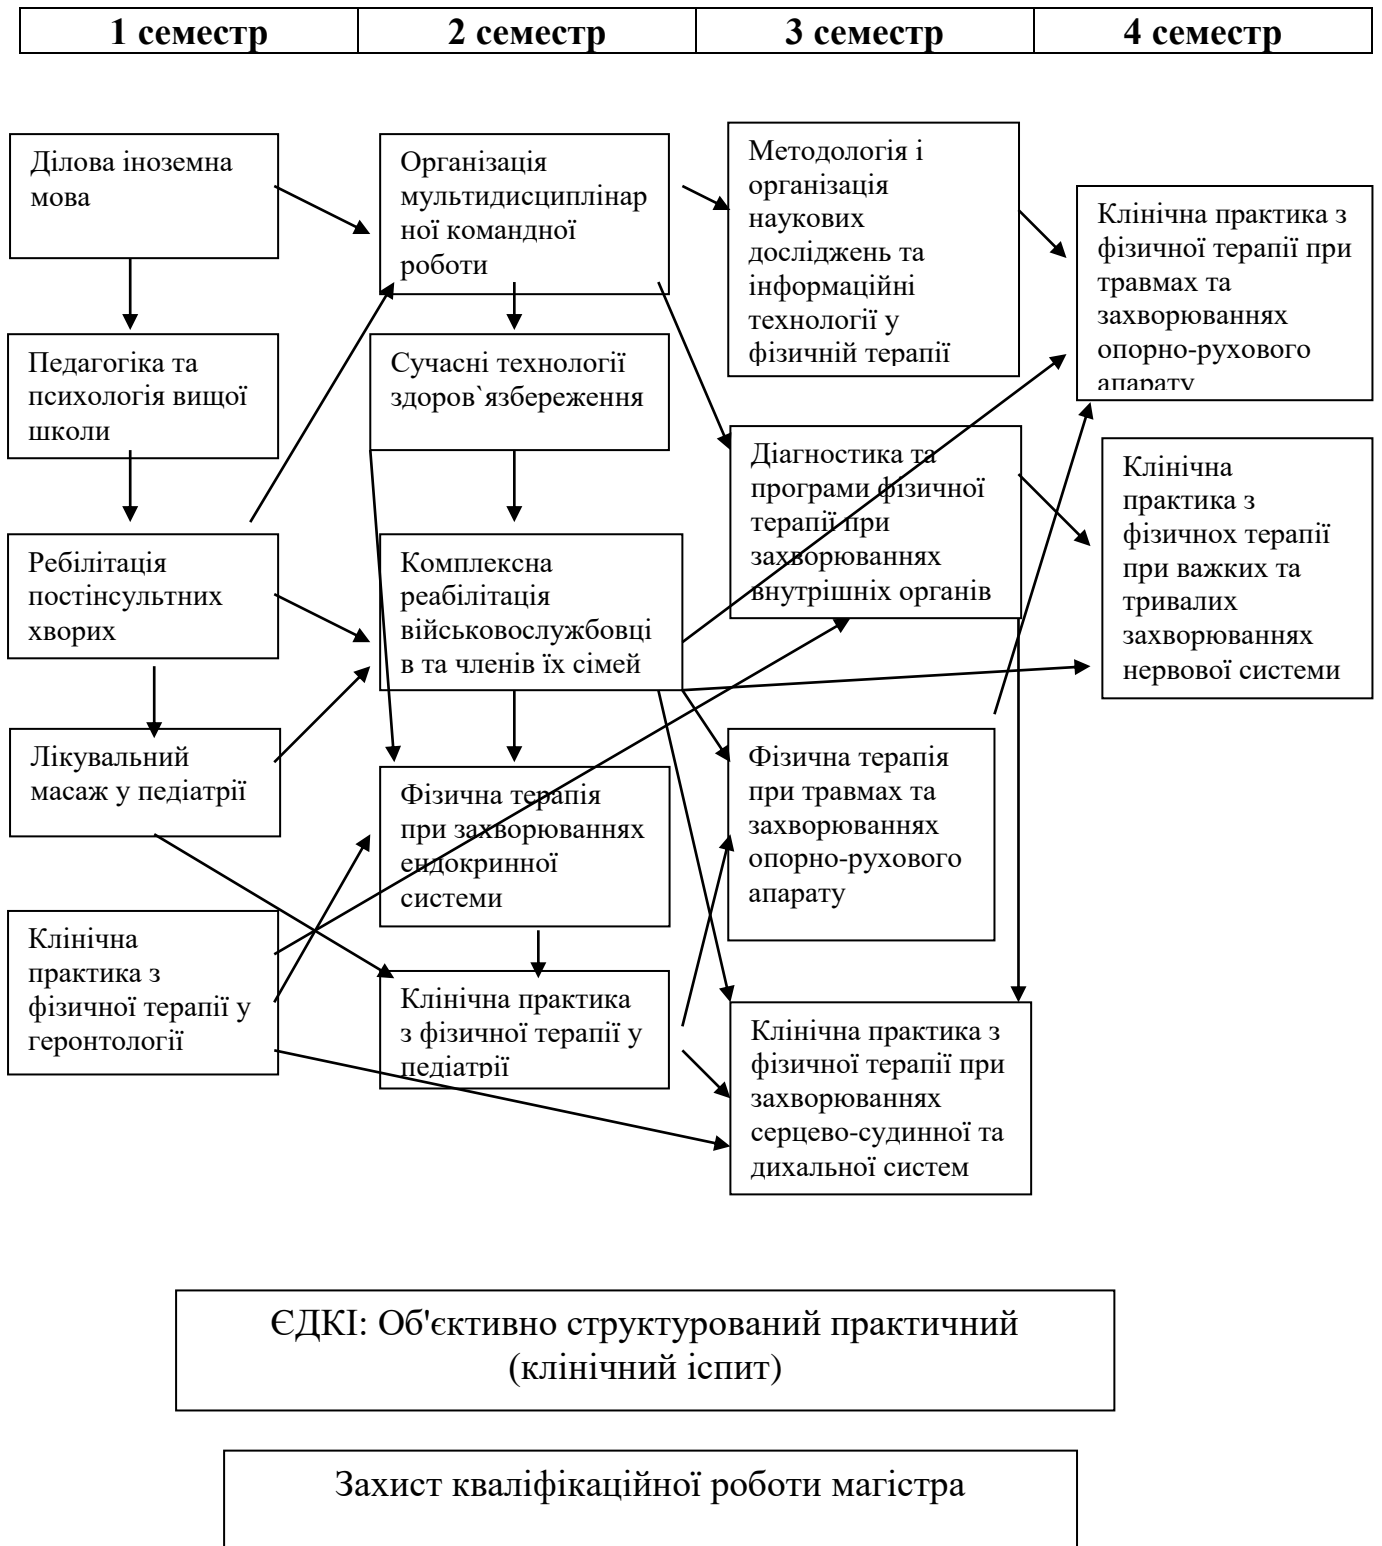 1 семестр
2 семестр
3 семестр
4 семестр
Ділова іноземна
мова
Педагогіка та
психологія вищої
школи
Ребілітація
постінсультних
хворих
Лікувальний
масаж у педіатрії
Клінічна
практика з
фізичної терапії у
геронтології
Організація
мультидисциплінар
ної командної
роботи
Сучасні технології
здоров`язбереження
Комплексна
реабілітація
військовослужбовці
в та членів їх сімей
Фізична терапія
при захворюваннях
ендокринної
системи
Клінічна практика
з фізичної терапії у
педіатрії
Методологія і
організація
наукових
досліджень та
інформаційні
технології у
фізичній терапії
Діагностика та
програми фізичної
терапії при
захворюваннях
внутрішніх органів
Фізична терапія
при травмах та
захворюваннях
опорно-рухового
апарату
Клінічна практика з
фізичної терапії при
захворюваннях
серцево-судинної та
дихальної систем
Клінічна практика з
фізичної терапії при
травмах та
захворюваннях
опорно-рухового
апарату
Клінічна
практика з
фізичнох терапії
при важких та
тривалих
захворюваннях
нервової системи
ЄДКІ: Об'єктивно структурований практичний
(клінічний іспит)
Захист кваліфікаційної роботи магістра